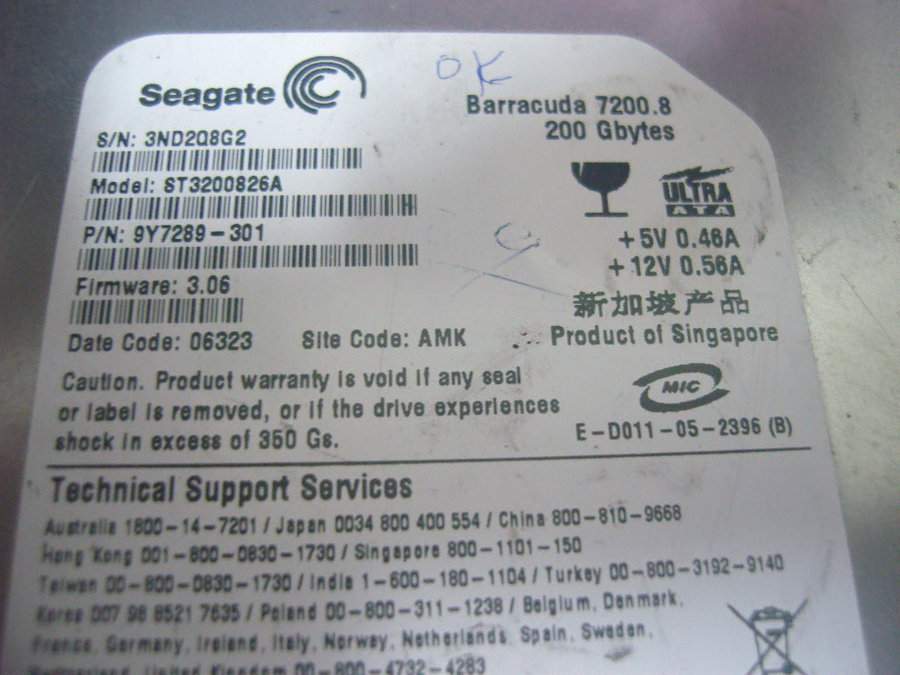 Seagate
OK
Barracuda 7200.8
200 Gbytes
S/N: 3ND2Q8G2
Model: ST3200826A
ULTRA
ATA
P/N: 9Y7289-301
+5V 0.46A
+12V 0.56A
Firmware: 3.06
新加坡产品
Date Code: 06323 Site Code: AMK
Product of Singapore
Caution. Product warranty is void if any seal
or label is removed, or if the drive experiences
shock in excess of 350 Gs.
MIC
E-D011-05-2396 (B)
Technical Support Services
Australia 1800-14-7201 / Japan 0034 800 400 554 / China 800-810-9668
Hong Kong 001-800-0830-1730 / Singapore 800-1101-150
Taiwan 00-800-0830-1730 / India 1-600-180-1104 / Turkey 00-800-3192-9140
Korea 007 98 8521 7635 / Poland 00-800-311-1238 / Belgium, Denmark,
France, Germany, Ireland, Italy, Norway, Netherlands, Spain, Sweden,
Switzerland, United Kingdom 00-800-4732-4283